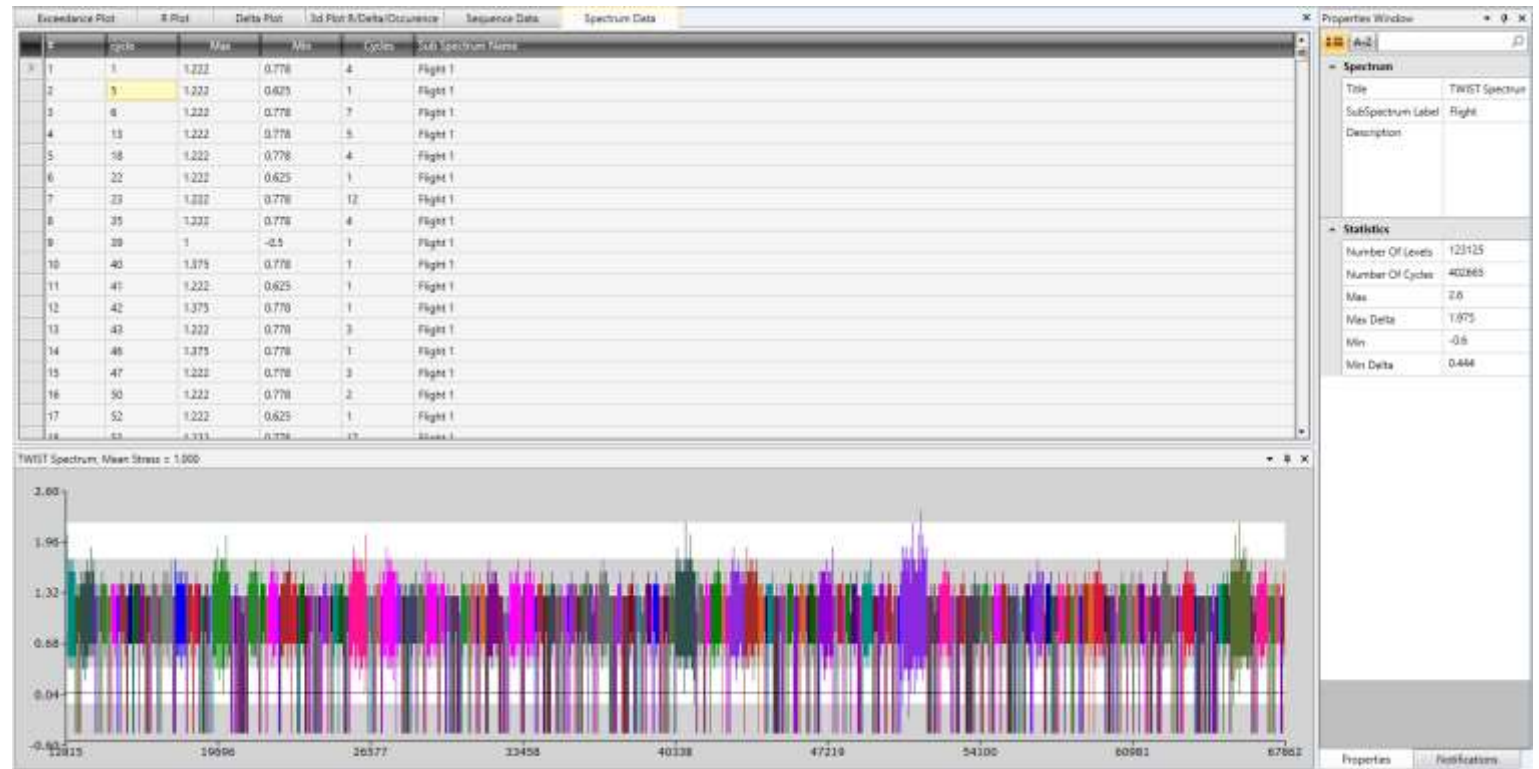 Exceedance Plot R Plot Delta Plot 3d Plot R/Delta/Occurence Sequence Data Spectrum Data
# cycle Max Min Cycles Sub Spectrum Name
1 1 1.222 0.778 4 Flight 1
2 5 1.222 0.625 1 Flight 1
3 6 1.222 0.778 7 Flight 1
4 13 1.222 0.778 5 Flight 1
5 18 1.222 0.778 4 Flight 1
6 22 1.222 0.625 1 Flight 1
7 23 1.222 0.778 12 Flight 1
8 35 1.222 0.778 4 Flight 1
9 39 1 -0.5 1 Flight 1
10 40 1.375 0.778 1 Flight 1
11 41 1.222 0.625 1 Flight 1
12 42 1.375 0.778 1 Flight 1
13 43 1.222 0.778 3 Flight 1
14 46 1.375 0.778 1 Flight 1
15 47 1.222 0.778 3 Flight 1
16 50 1.222 0.778 2 Flight 1
17 52 1.222 0.625 1 Flight 1
TWIST Spectrum, Mean Stress = 1.000
2.60
1.96
1.32
0.68
0.04
-0.60
12815 19696 26577 33458 40338 47219 54100 60981 67862
Properties Window
Spectrum
Title TWIST Spectrum
SubSpectrum Label Flight
Description
Statistics
Number Of Levels 123125
Number Of Cycles 402665
Max 2.6
Max Delta 1.975
Min -0.6
Min Delta 0.444
Properties Notifications